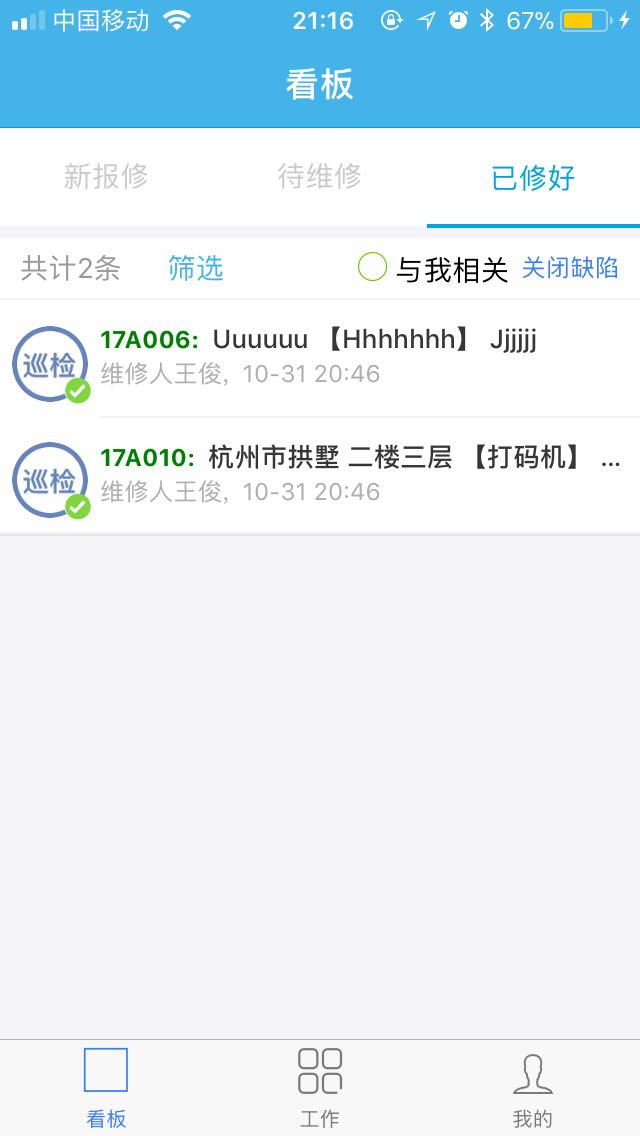 中国移动 21:16 67%
看板
新报修 待维修 已修好
共计2条 筛选 与我相关 关闭缺陷
巡检
17A006: Uuuuuu 【Hhhhhhh】 Jjjjjj
维修人王俊, 10-31 20:46
巡检
17A010: 杭州市拱墅 二楼三层 【打码机】 ...
维修人王俊, 10-31 20:46
看板 工作 我的